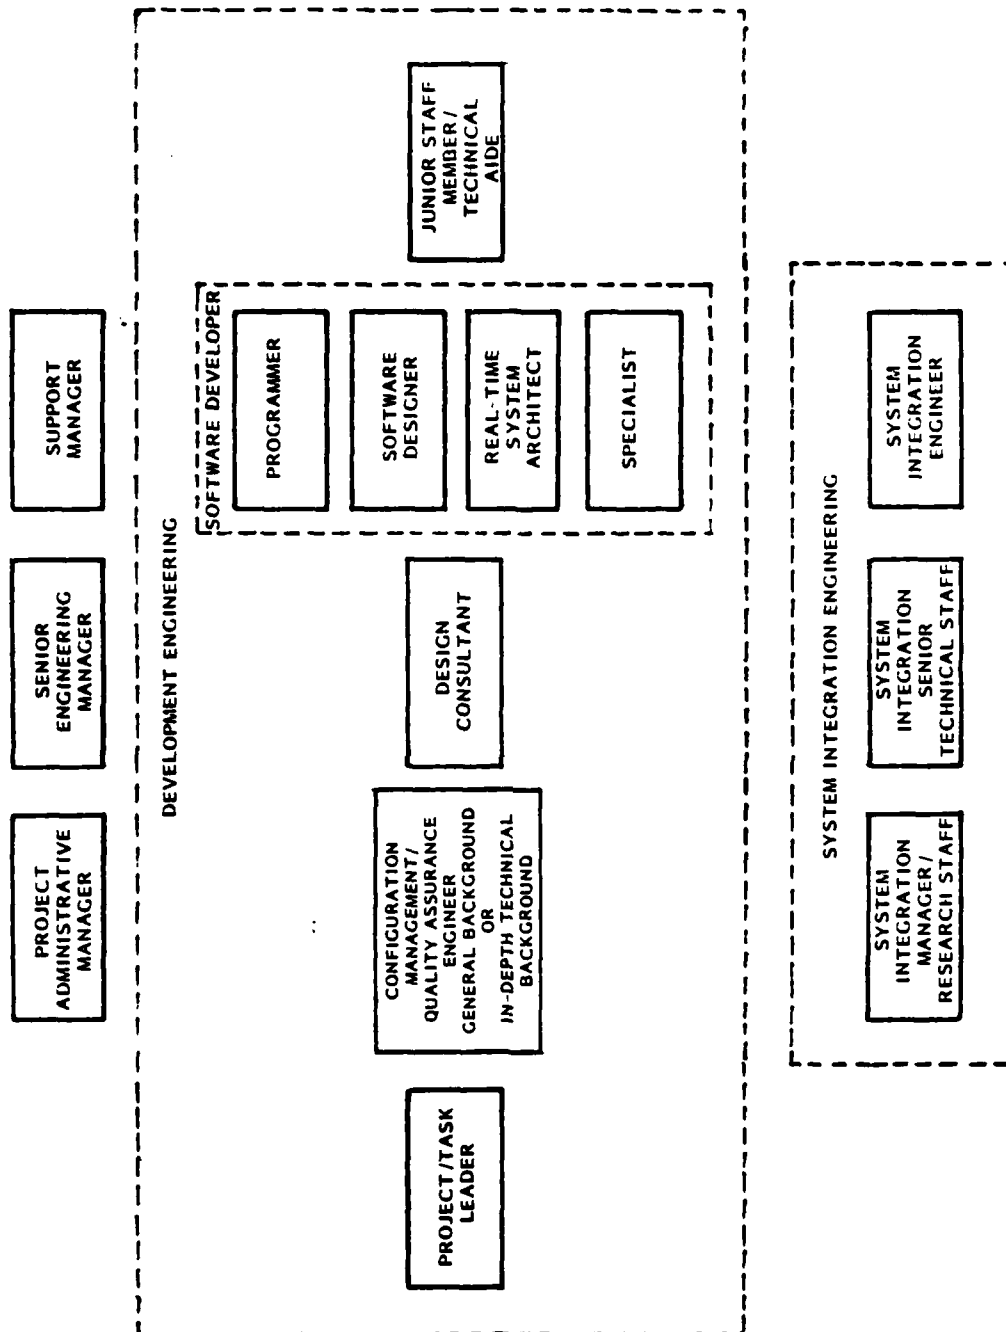 PROJECT
ADMINISTRATIVE
MANAGER
SENIOR
ENGINEERING
MANAGER
SUPPORT
MANAGER
DEVELOPMENT ENGINEERING
PROJECT/TASK
LEADER
CONFIGURATION
MANAGEMENT/
QUALITY ASSURANCE
ENGINEER
GENERAL BACKGROUND
OR
IN-DEPTH TECHNICAL
BACKGROUND
DESIGN
CONSULTANT
SOFTWARE DEVELOPER
PROGRAMMER
SOFTWARE
DESIGNER
REAL-TIME
SYSTEM
ARCHITECT
SPECIALIST
JUNIOR STAFF
MEMBER/
TECHNICAL
AIDE
SYSTEM INTEGRATION ENGINEERING
SYSTEM
INTEGRATION
MANAGER/
RESEARCH STAFF
SYSTEM
INTEGRATION
SENIOR
TECHNICAL STAFF
SYSTEM
INTEGRATION
ENGINEER